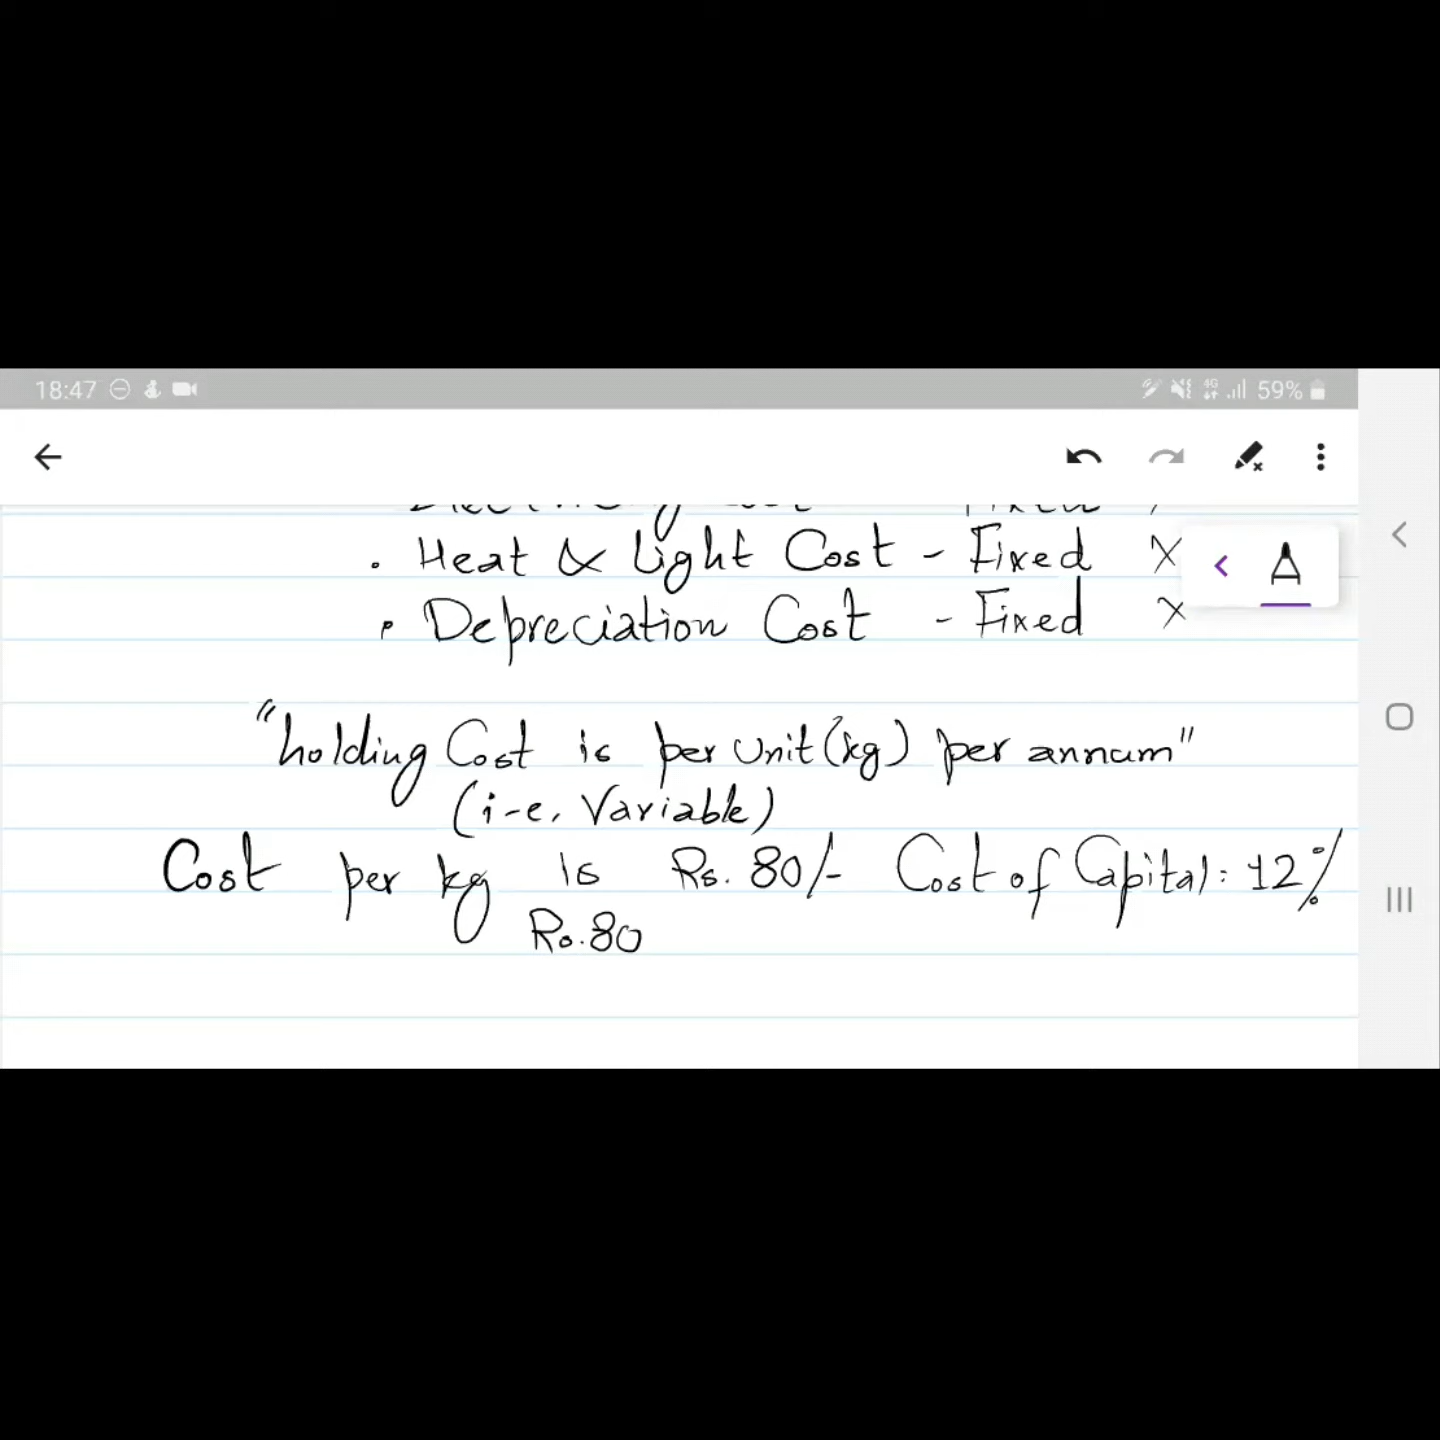 18:47 4G 59%
. Heat & Light Cost - Fixed X
. Depreciation Cost - Fixed X
"holding Cost is per Unit (kg) per annum"
(i-e, Variable)
Cost per kg is Rs. 80/- Cost of Capital: 12%
Rs. 80